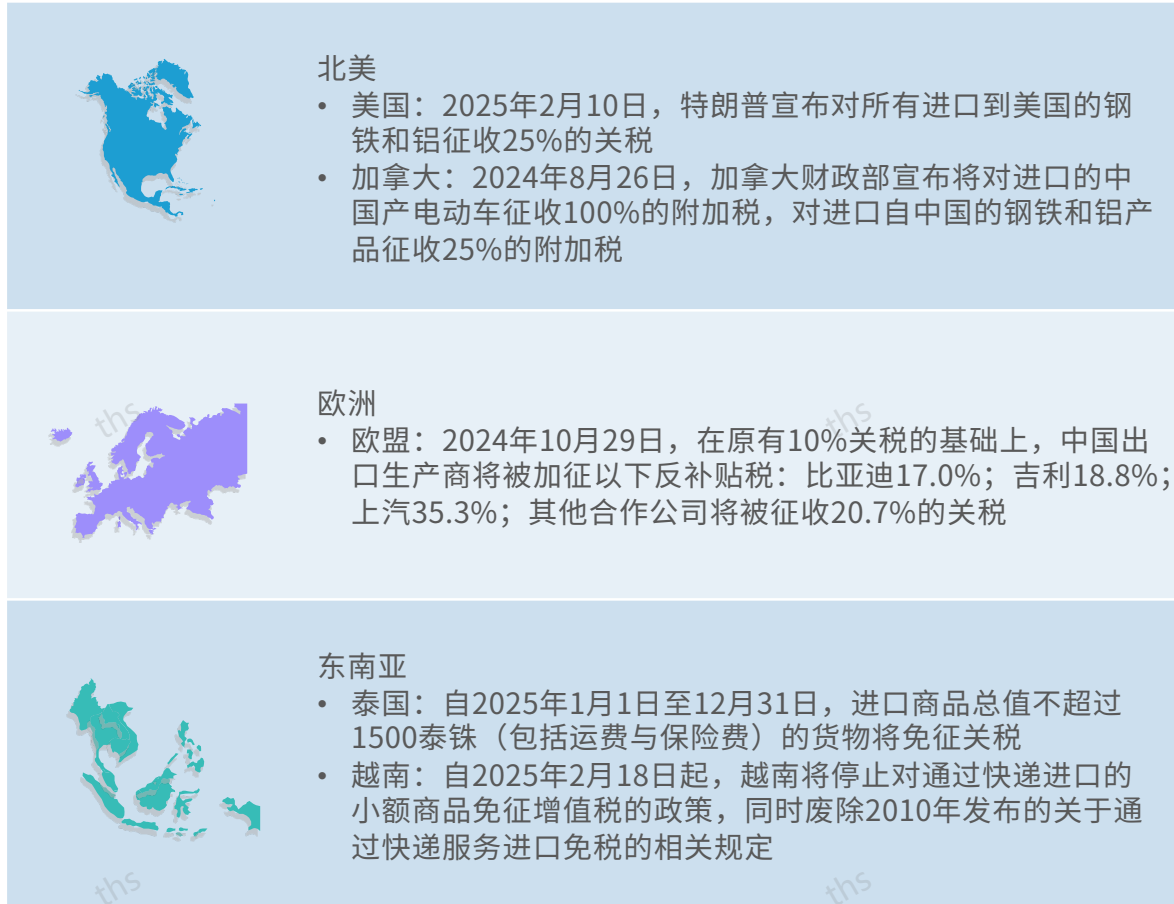 北美
• 美国：2025年2月10日，特朗普宣布对所有进口到美国的钢
铁和铝征收25%的关税
• 加拿大：2024年8月26日，加拿大财政部宣布将对进口的中
国产电动车征收100%的附加税，对进口自中国的钢铁和铝产
品征收25%的附加税
ths
ths
欧洲
• 欧盟：2024年10月29日，在原有10%关税的基础上，中国出
口生产商将被加征以下反补贴税：比亚迪17.0%；吉利18.8%；
上汽35.3%；其他合作公司将被征收20.7%的关税
东南亚
• 泰国：自2025年1月1日至12月31日，进口商品总值不超过
1500泰铢（包括运费与保险费）的货物将免征关税
• 越南：自2025年2月18日起，越南将停止对通过快递进口的
小额商品免征增值税的政策，同时废除2010年发布的关于通
过快递服务进口免税的相关规定
ths
ths